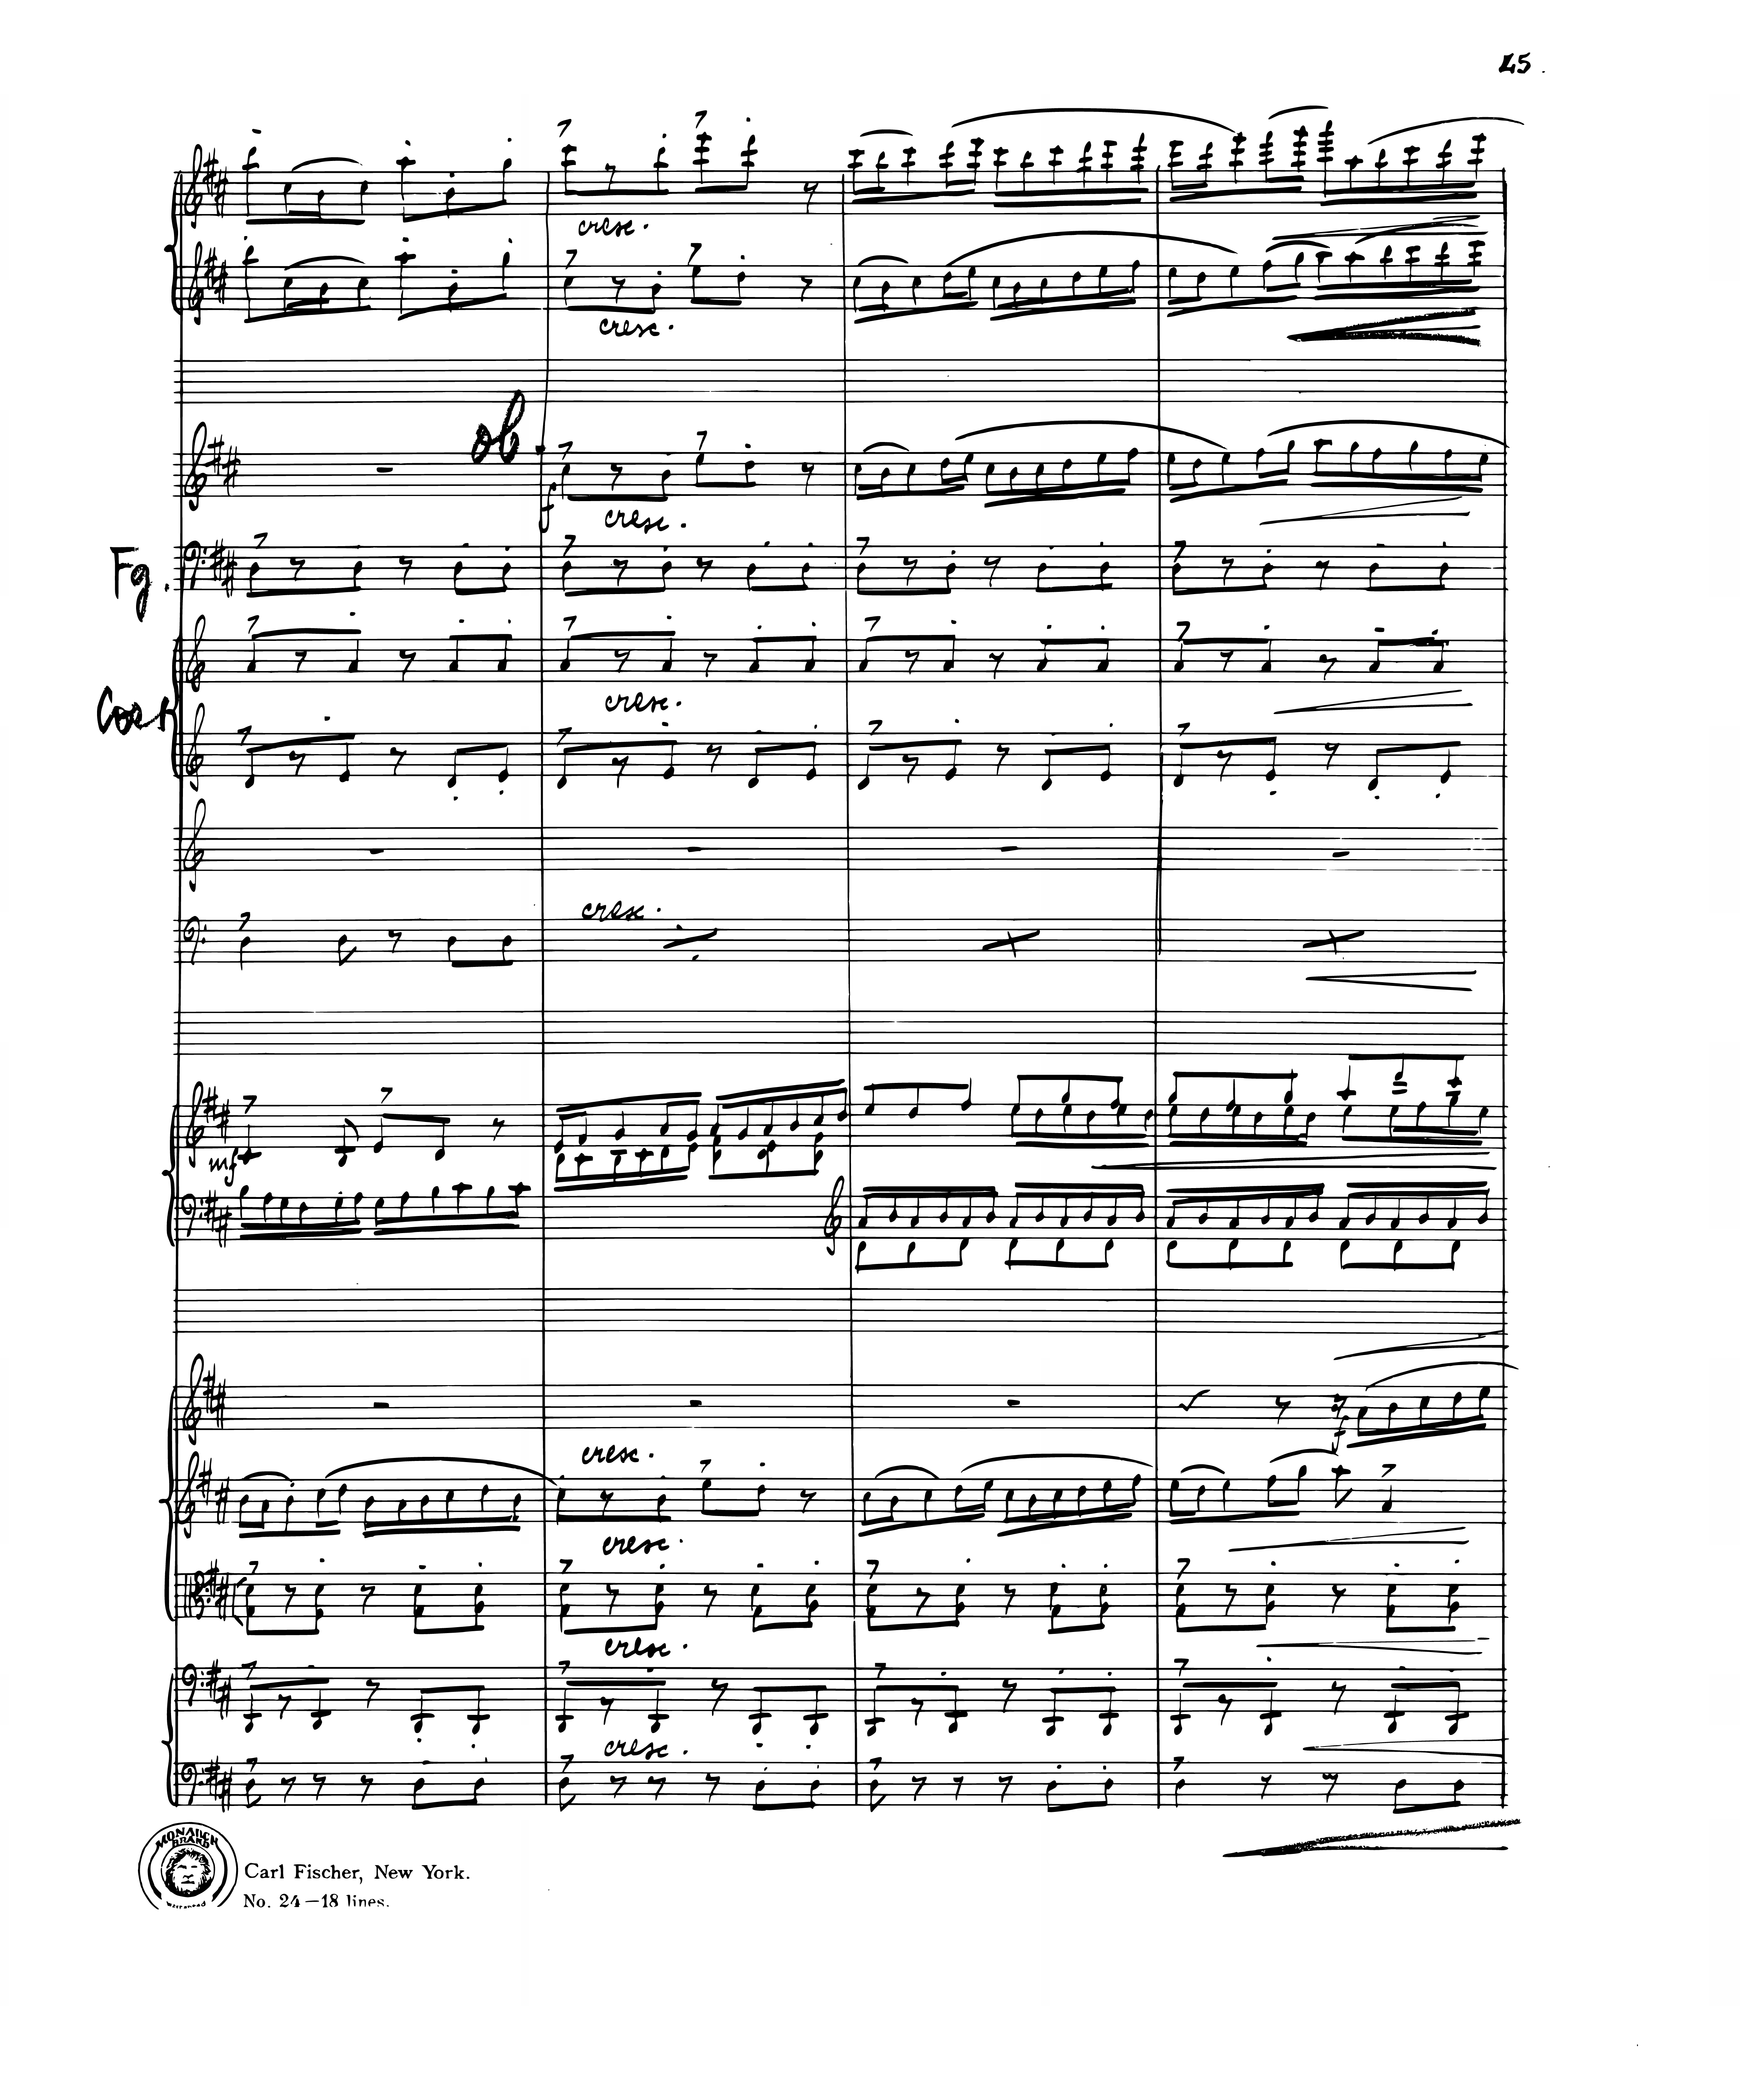 45.
cresc.
cresc.
ob.
f
cresc.
Fg.
cresc.
Cor
cresc.
mf
f
cresc.
cresc.
cresc.
cresc.
MONARCH
BRAND
Carl Fischer, New York.
No. 24—18 lines.